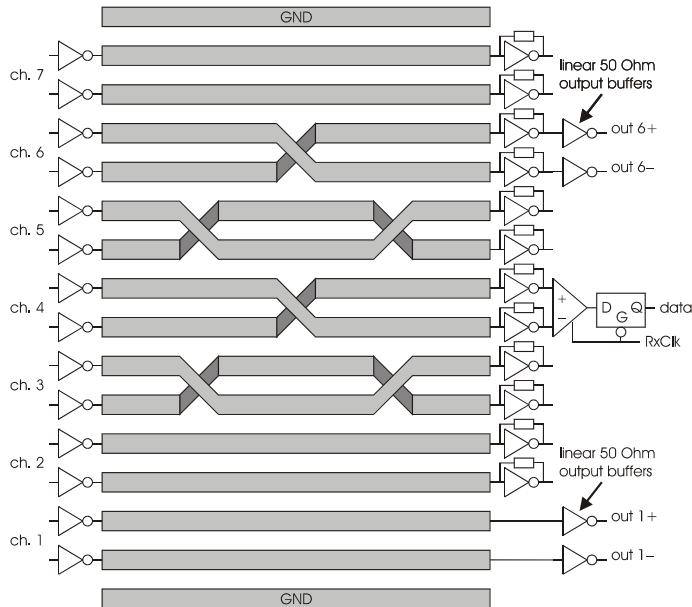 GND
ch. 7
linear 50 Ohm
output buffers
ch. 6
out 6+
out 6–
ch. 5
ch. 4
+
–
D
Q
G
data
RxClk
ch. 3
ch. 2
linear 50 Ohm
output buffers
ch. 1
out 1+
out 1–
GND